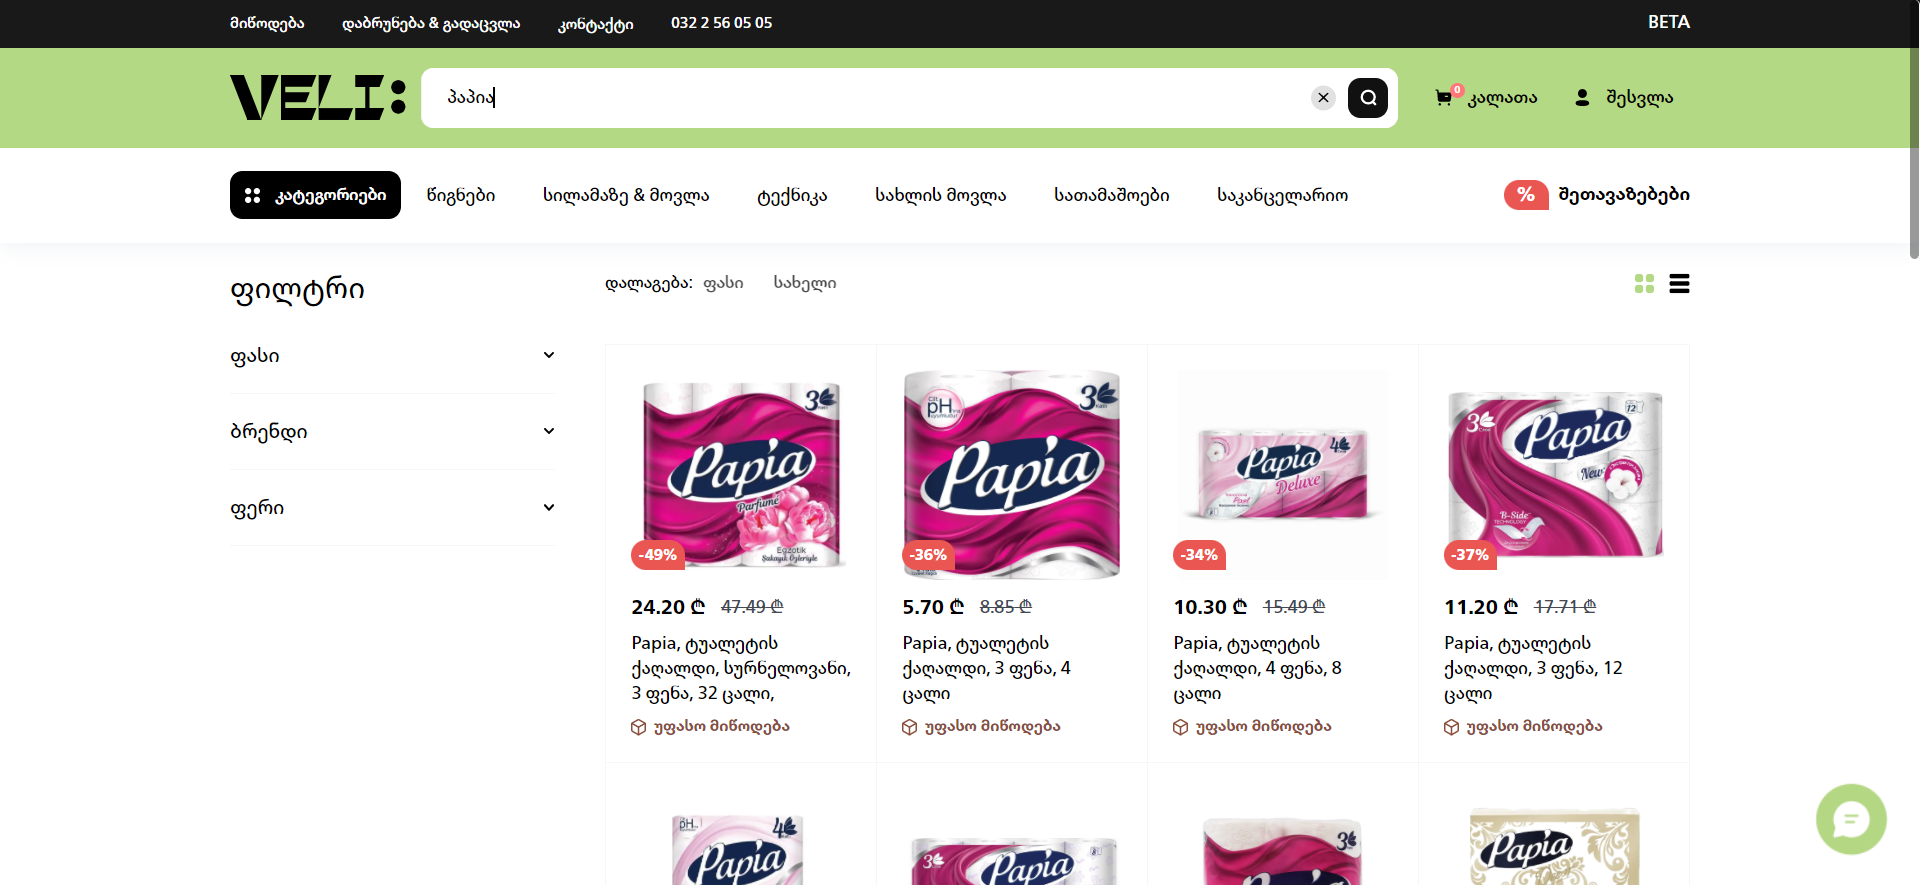 მიწოდება დაბრუნება & გადაცვლა კონტაქტი 032 2 56 05 05 BETA
VELI:
პაპია
0 კალათა შესვლა
კატეგორიები წიგნები სილამაზე & მოვლა ტექნიკა სახლის მოვლა სათამაშოები საკანცელარიო % შეთავაზებები
ფილტრი
დალაგება: ფასი სახელი
ფასი
ბრენდი
ფერი
3
Papia
Parfume
Egzotik
-49%
24.20 ₾ 47.49 ₾
Papia, ტუალეტის
ქაღალდი, სურნელოვანი,
3 ფენა, 32 ცალი,
უფასო მიწოდება
pH
3
Papia
-36%
5.70 ₾ 8.85 ₾
Papia, ტუალეტის
ქაღალდი, 3 ფენა, 4
ცალი
უფასო მიწოდება
4
Papia
Deluxe
-34%
10.30 ₾ 15.49 ₾
Papia, ტუალეტის
ქაღალდი, 4 ფენა, 8
ცალი
უფასო მიწოდება
3
12
Papia
New
B-Side
TECHNOLOGY
-37%
11.20 ₾ 17.71 ₾
Papia, ტუალეტის
ქაღალდი, 3 ფენა, 12
ცალი
უფასო მიწოდება
pH
4
Papia
3
Papia
3
Papia